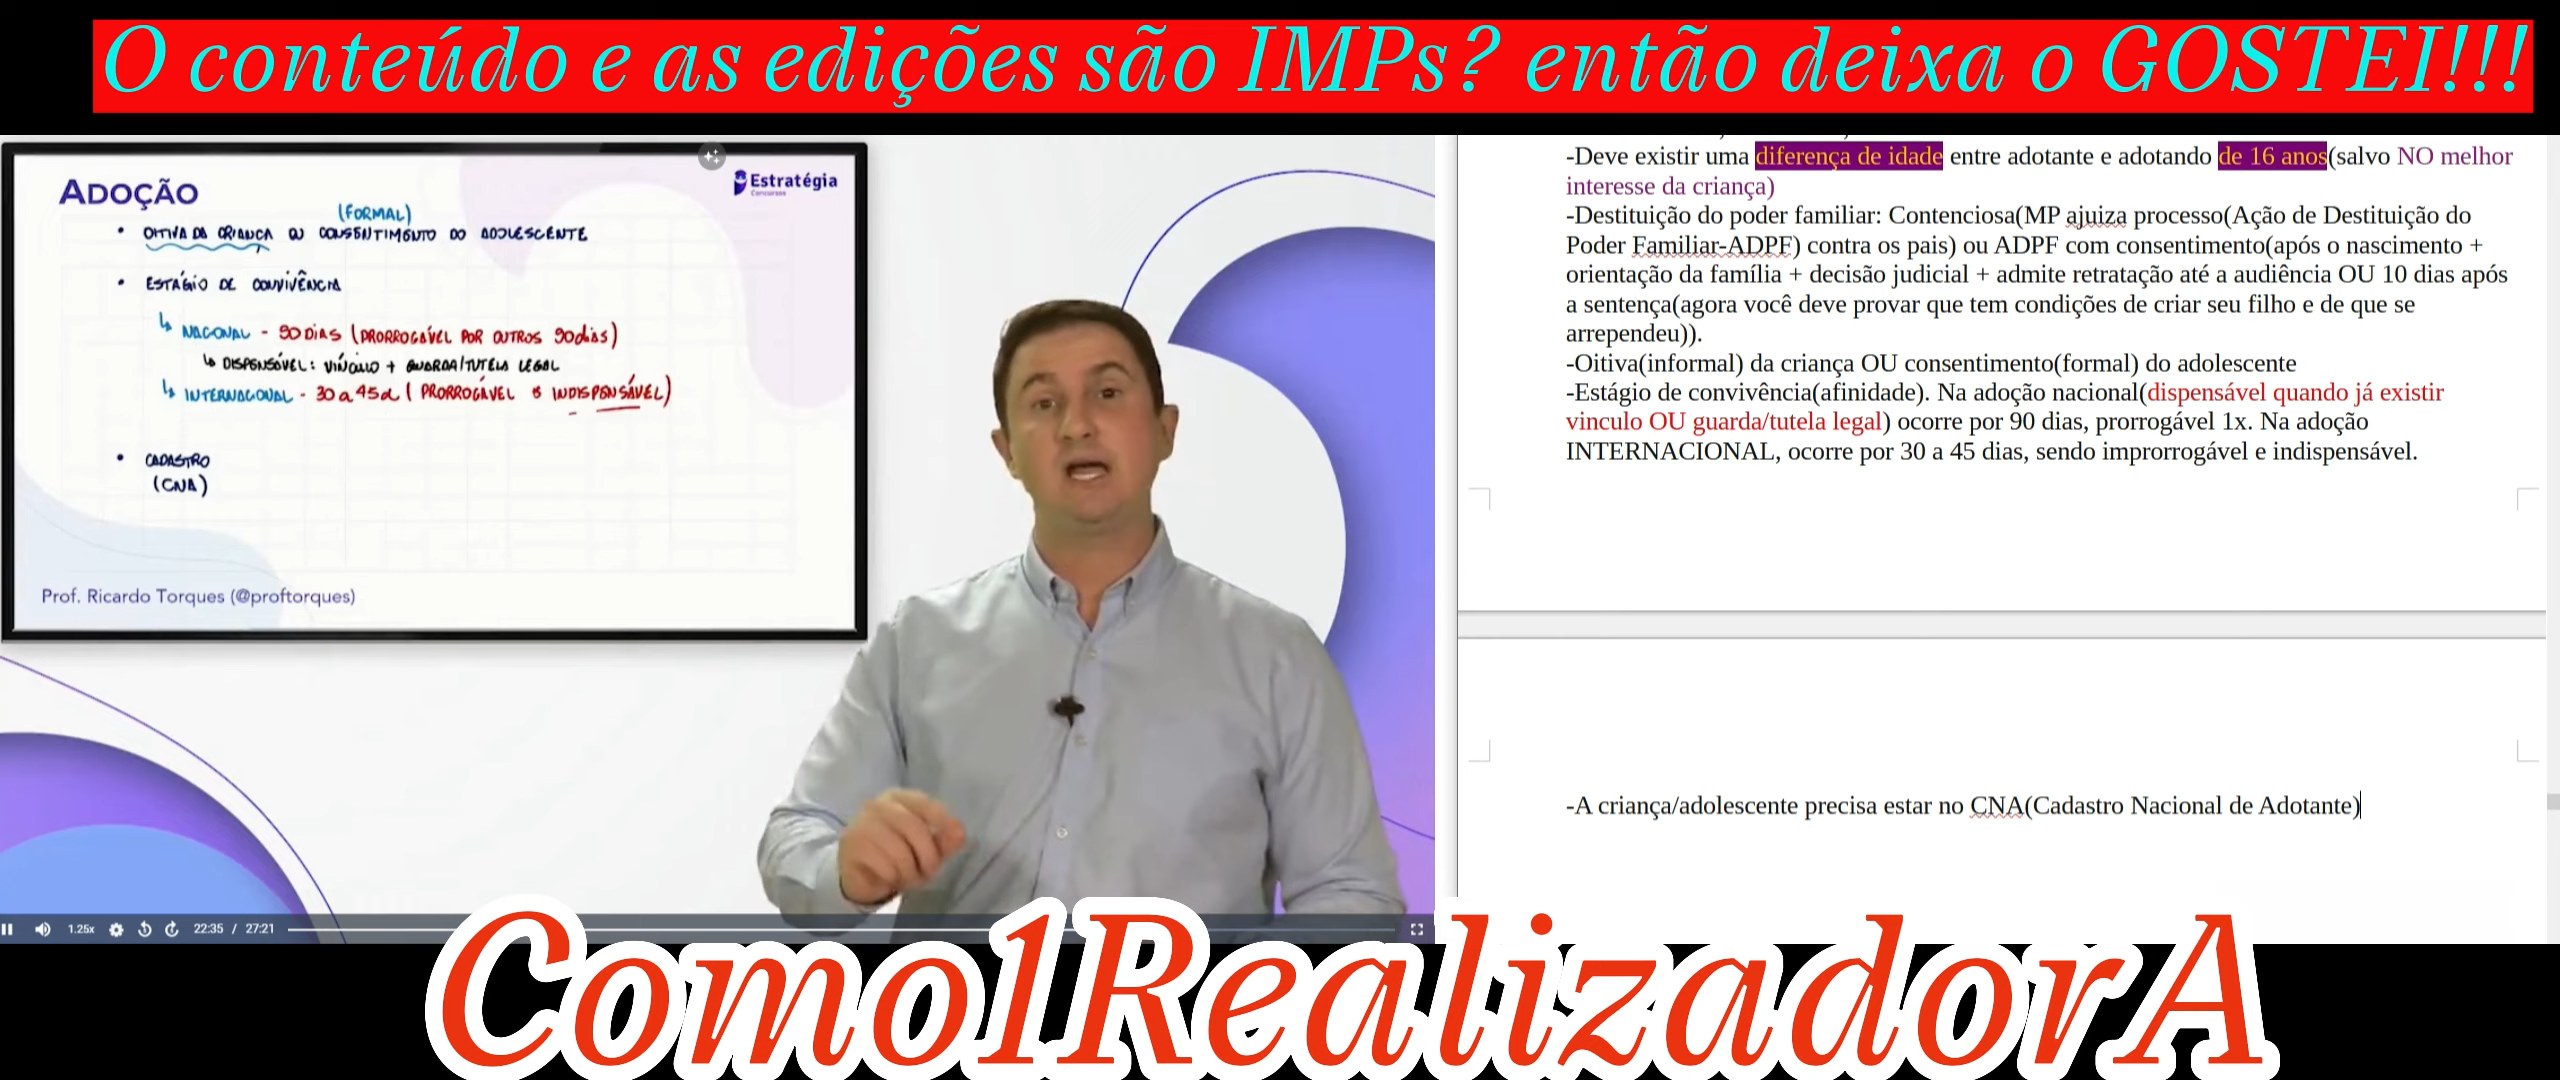 O conteúdo e as edições são IMPs? então deixa o GOSTEI!!!
ADOÇÃO
Estratégia
Concursos
(FORMAL)
• OITIVA DA CRIANÇA OU CONSENTIMENTO DO ADOLESCENTE
• ESTÁGIO DE CONVIVÊNCIA
↳ NACIONAL - 90 DIAS (PRORROGÁVEL POR OUTROS 90 dias)
↳ DISPENSÁVEL: VÍNCULO + GUARDA/TUTELA LEGAL
↳ INTERNACIONAL - 30 a 45d ( PRORROGÁVEL E INDISPENSÁVEL)
• CADASTRO
(CNA)
Prof. Ricardo Torques (@proftorques)
1.25x 22:35 / 27:21
-Deve existir uma diferença de idade entre adotante e adotando de 16 anos(salvo NO melhor
interesse da criança)
-Destituição do poder familiar: Contenciosa(MP ajuiza processo(Ação de Destituição do
Poder Familiar-ADPF) contra os pais) ou ADPF com consentimento(após o nascimento +
orientação da família + decisão judicial + admite retratação até a audiência OU 10 dias após
a sentença(agora você deve provar que tem condições de criar seu filho e de que se
arrependeu)).
-Oitiva(informal) da criança OU consentimento(formal) do adolescente
-Estágio de convivência(afinidade). Na adoção nacional(dispensável quando já existir
vinculo OU guarda/tutela legal) ocorre por 90 dias, prorrogável 1x. Na adoção
INTERNACIONAL, ocorre por 30 a 45 dias, sendo improrrogável e indispensável.
-A criança/adolescente precisa estar no CNA(Cadastro Nacional de Adotante)
Como1RealizadorA